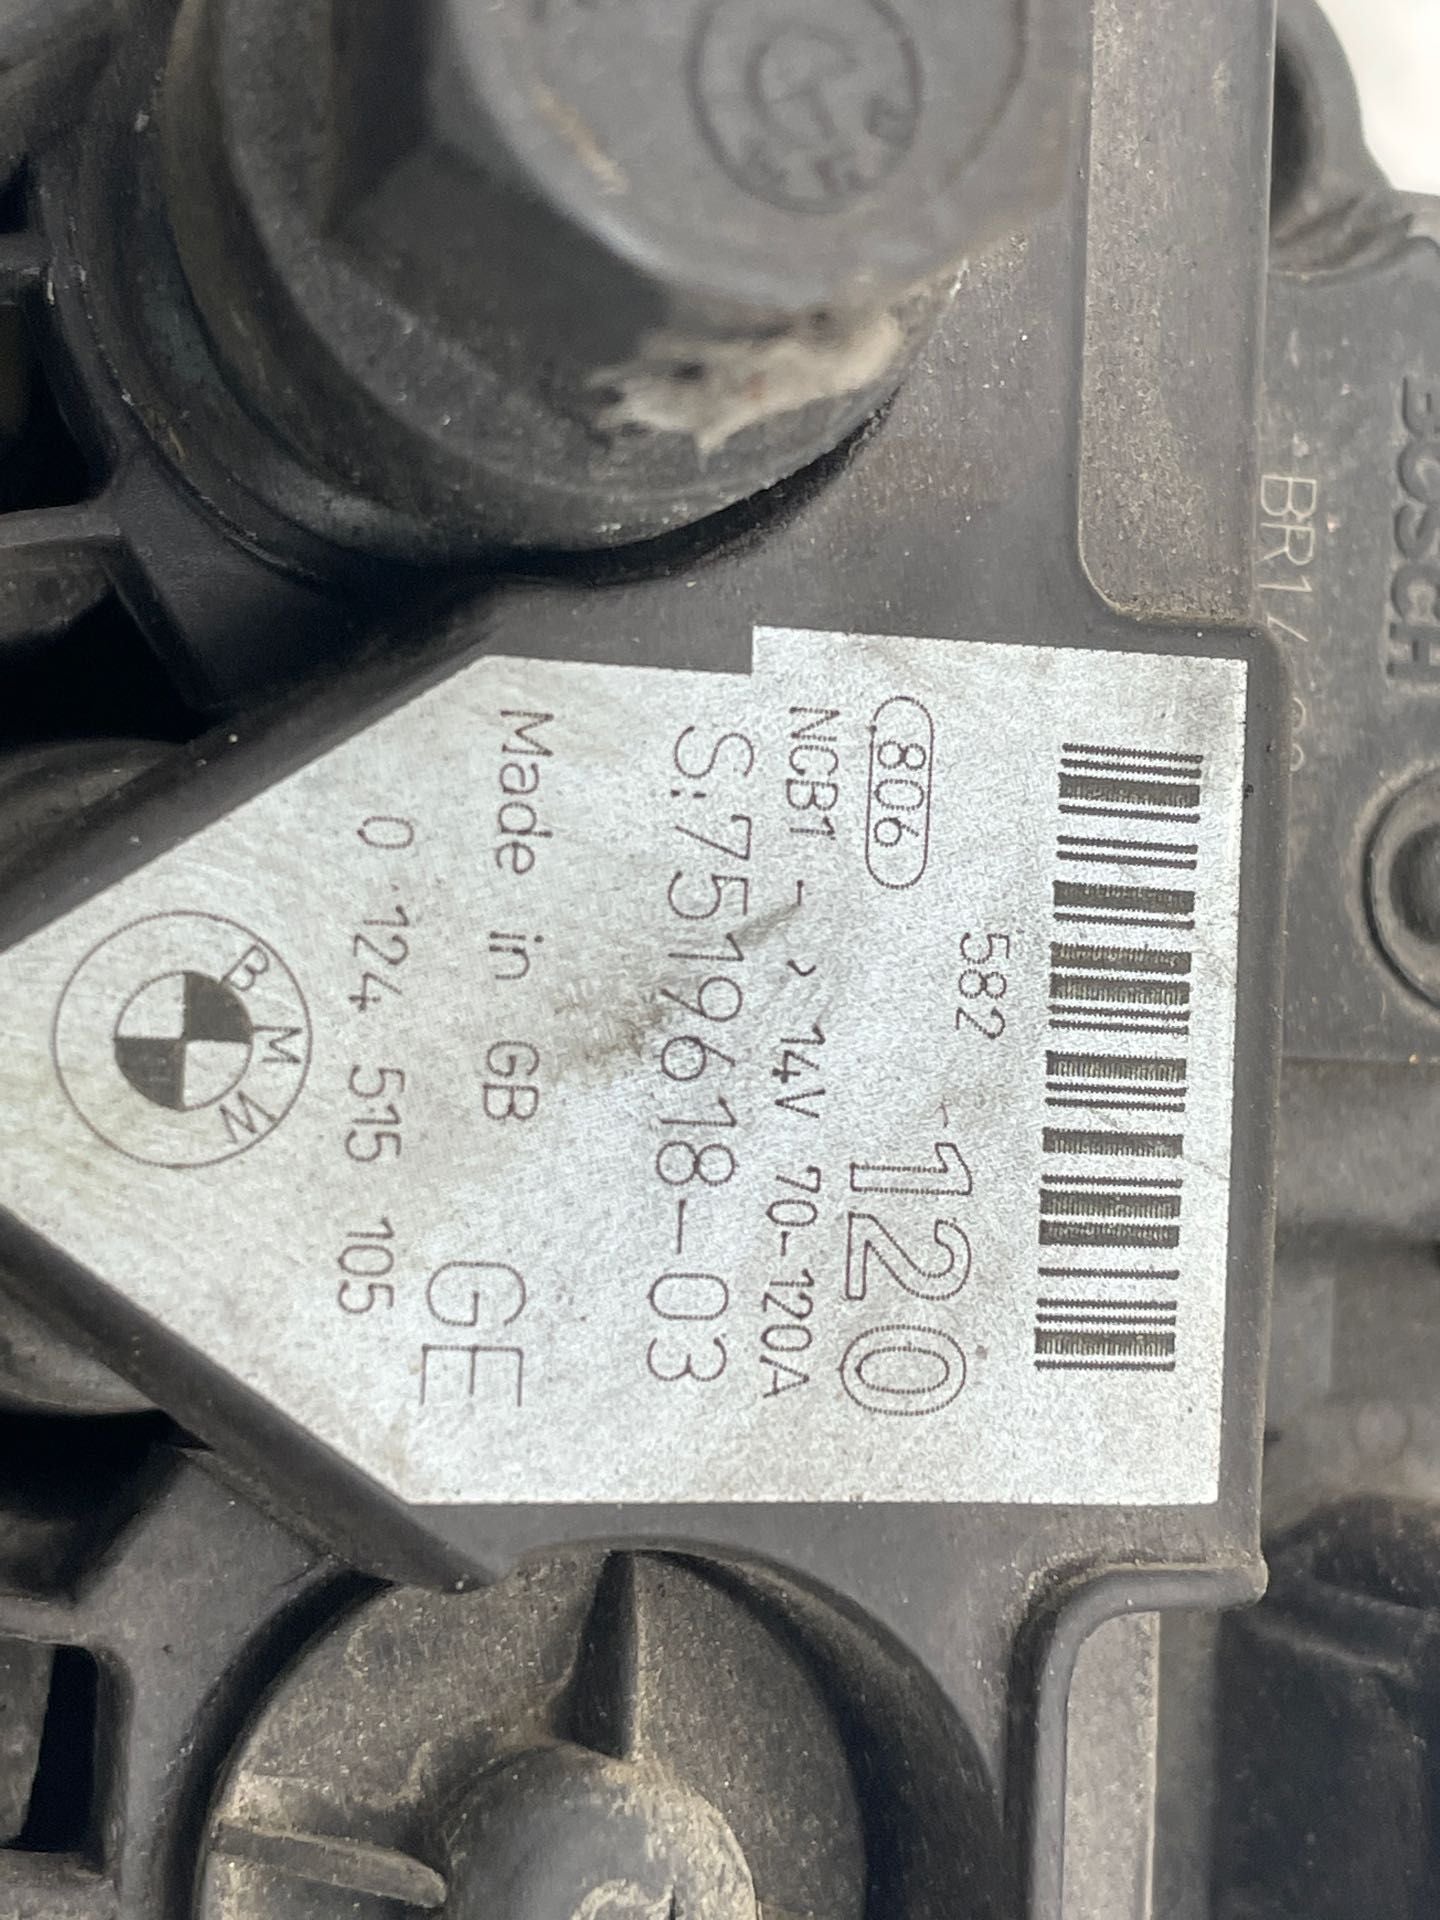 BOSCH
BR1
582
806
-120
NCB1 - > 14V 70-120A
S:7519618-03
Made in GB
GE
0 124 515 105
BMW